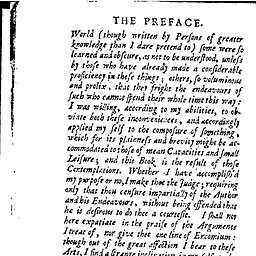 THE PREFACE.
World (though written by Persons of greater
knowledge than I dare pretend to) some were so
learned and obscure, as not to be understood, unless
by those who have already made a considerable
proficiency in these things; others, so voluminous
and prolix, that they fright the endeavours of
such who cannot spend their whole time this way:
I was willing, according to my abilities, to ob-
viate both these inconveniences, and accordingly
applied my self to the composure of something,
which for its plainness and brevity might be ac-
commodated to those of mean Capacities and small
Leisure; and this Book, is the result of those
Contemplations. Whether I have accomplish'd
my purpose or no, I make thee the Judge; requiring
only that thou censure impartially of the Author
and his Endeavours, without being offended that
he is desirous to do thee a courtesie. I shall not
here expatiate in the praise of the Arguments
I treat of, nor give thee one line of Encomium:
though out of the great affection I bear to these
Arts, I find a strange inclination